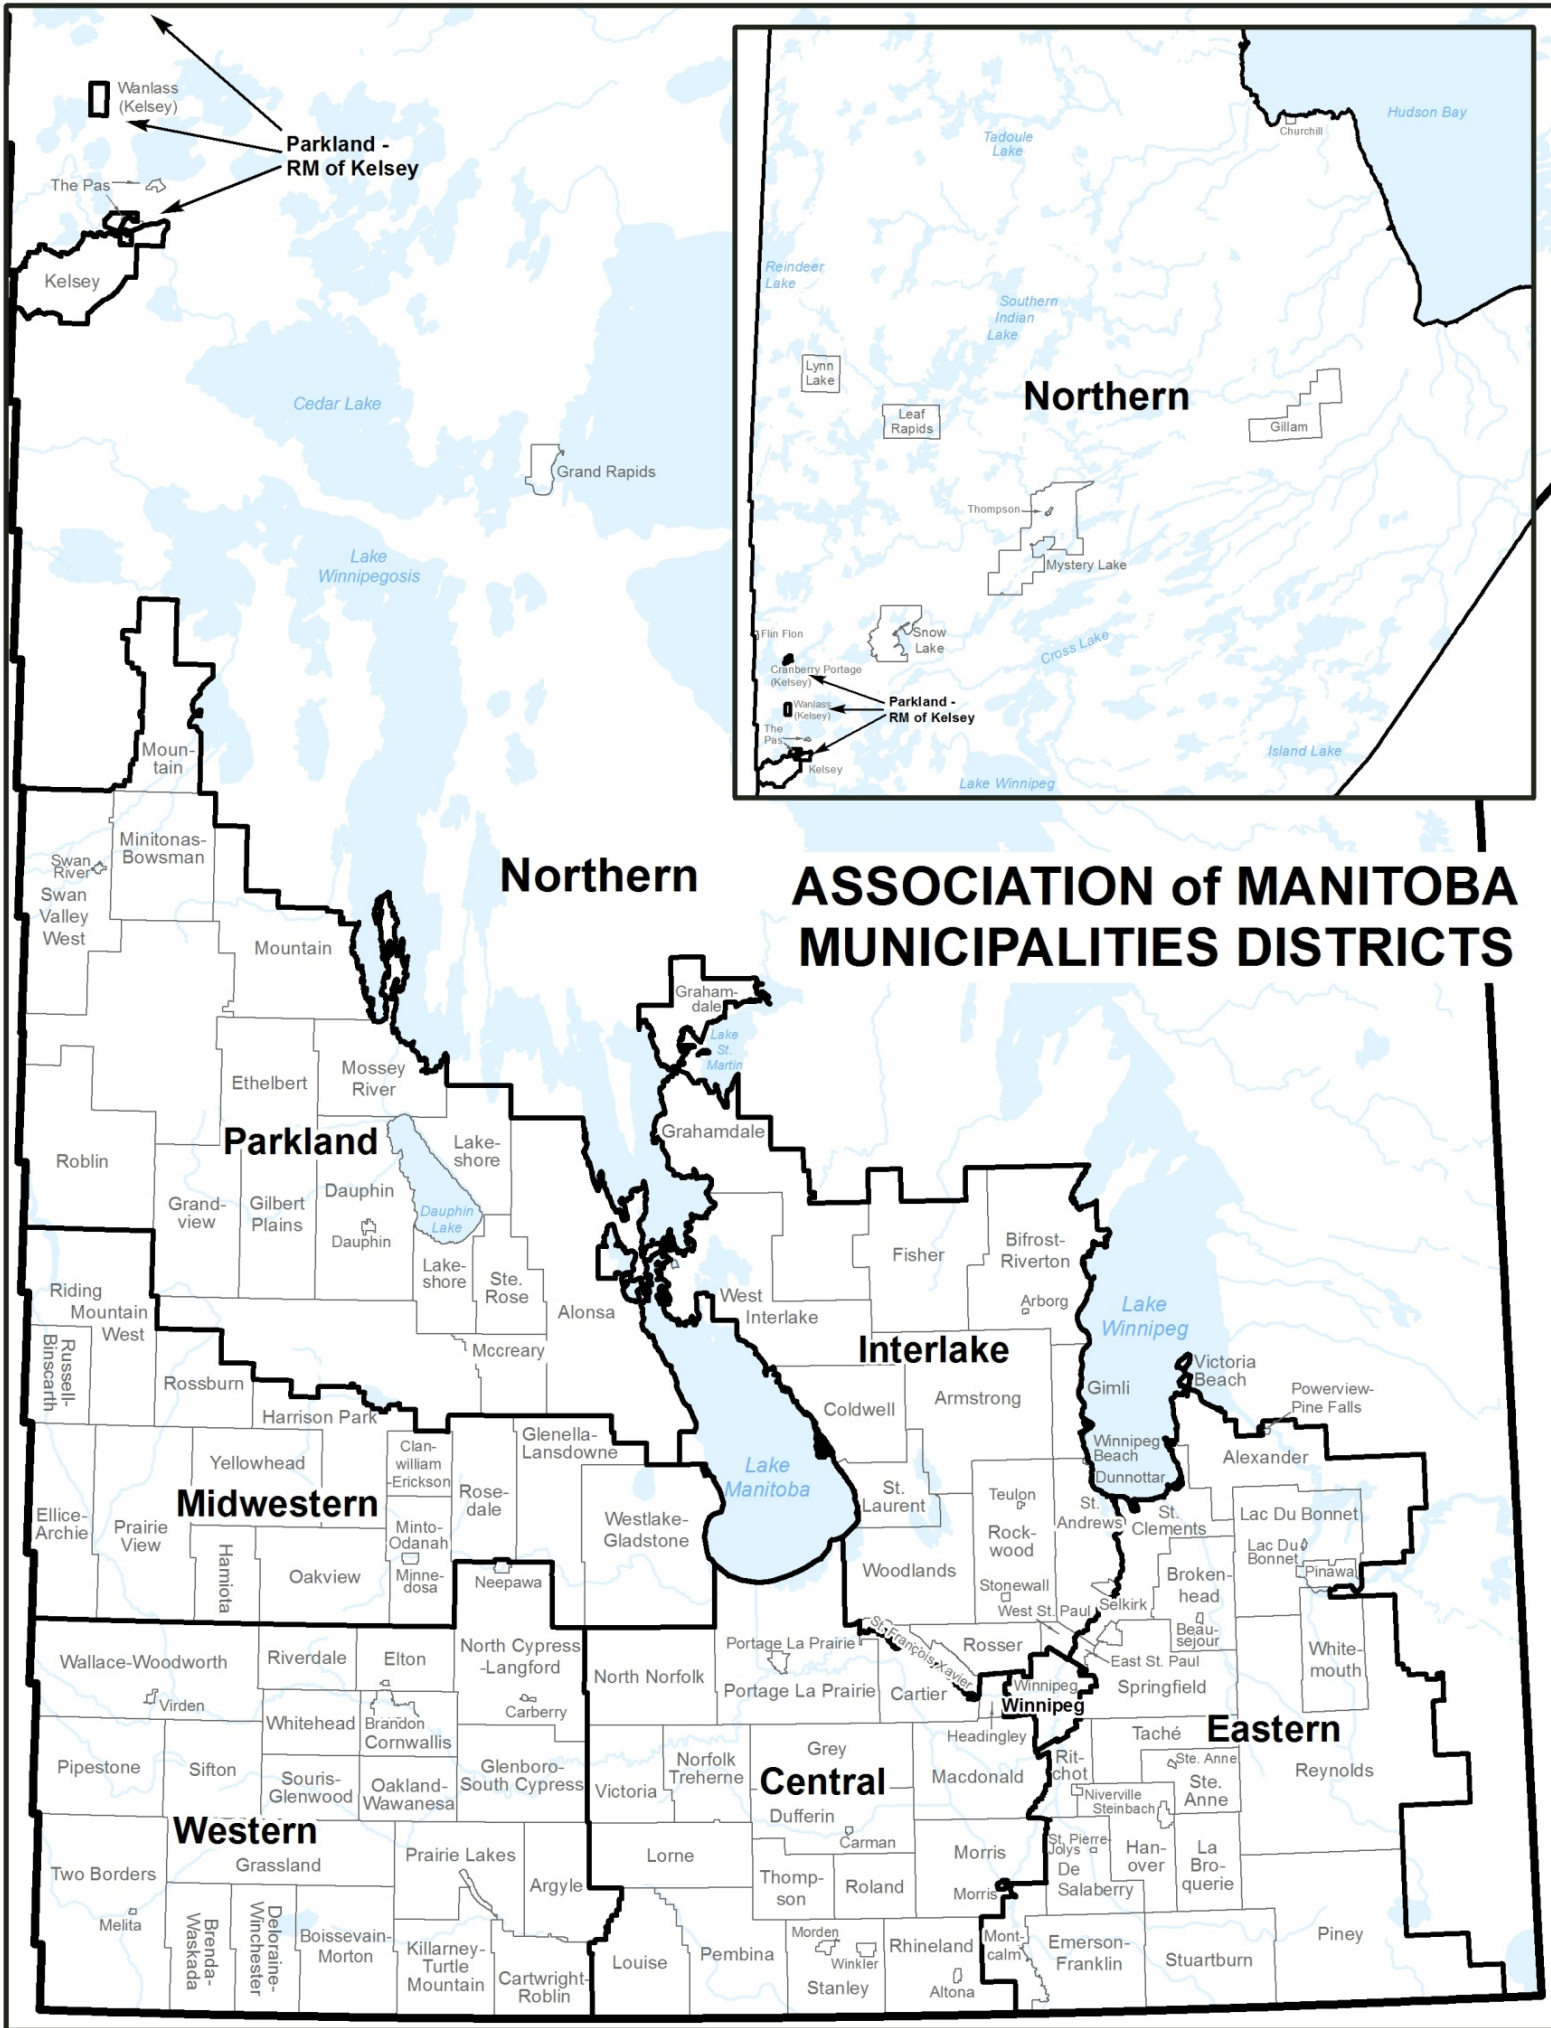 Wanlass
(Kelsey)
Parkland -
RM of Kelsey
The Pas
Kelsey
Cedar Lake
Grand Rapids
Lake
Winnipegosis
Hudson Bay
Churchill
Tadoule
Lake
Reindeer
Lake
Southern
Indian
Lake
Lynn
Lake
Northern
Leaf
Rapids
Gillam
Thompson
Mystery Lake
Flin Flon
Snow
Lake
Cross Lake
Cranberry Portage
(Kelsey)
Wanlass
(Kelsey)
Parkland -
RM of Kelsey
The
Pas
Kelsey
Island Lake
Lake Winnipeg
ASSOCIATION of MANITOBA
MUNICIPALITIES DISTRICTS
Northern
Moun-
tain
Minitonas-
Bowsman
Swan
River
Swan
Valley
West
Mountain
Graham-
dale
Lake
St.
Martin
Ethelbert
Mossey
River
Grahamdale
Parkland
Lake-
shore
Roblin
Grand-
view
Gilbert
Plains
Dauphin
Dauphin
Dauphin
Lake
Lake-
shore
Ste.
Rose
Alonsa
Fisher
Bifrost-
Riverton
Arborg
West
Interlake
Interlake
Lake
Winnipeg
Riding
Mountain
West
Russell-
Binscarth
Rossburn
Mccreary
Harrison Park
Coldwell
Armstrong
Gimli
Victoria
Beach
Powerview-
Pine Falls
Winnipeg
Beach
Dunnottar
Alexander
Yellowhead
Clan-
william
-Erickson
Glenella-
Lansdowne
Midwestern
Rose-
dale
Lake
Manitoba
St.
Laurent
Ellice-
Archie
Prairie
View
Hamiota
Oakview
Minto-
Odanah
Minne-
dosa
Neepawa
Westlake-
Gladstone
Woodlands
Teulon
Rock-
wood
Stonewall
St.
Andrews
St.
Clements
Lac Du Bonnet
Lac Du
Bonnet
Pinawa
Broken-
head
West St. Paul
Selkirk
Beau-
sejour
White-
mouth
St. Francois Xavier
Rosser
East St. Paul
Springfield
Winnipeg
Winnipeg
Headingley
Wallace-Woodworth
Riverdale
Elton
North Cypress
-Langford
Virden
Whitehead
Brandon
Cornwallis
Carberry
North Norfolk
Portage La Prairie
Portage La Prairie
Cartier
Pipestone
Sifton
Souris-
Glenwood
Oakland-
Wawanesa
Glenboro-
South Cypress
Victoria
Norfolk
Treherne
Grey
Central
Dufferin
Carman
Macdonald
Eastern
Taché
Rit-
chot
Ste. Anne
Ste.
Anne
Reynolds
Niverville
Steinbach
Western
Grassland
Two Borders
Melita
Prairie Lakes
Argyle
Lorne
Thomp-
son
Roland
Morris
Morris
St. Pierre-
Jolys
De
Salaberry
Han-
over
La
Bro-
querie
Brenda-
Waskada
Deloraine-
Winchester
Boissevain-
Morton
Killarney-
Turtle
Mountain
Cartwright-
Roblin
Louise
Pembina
Morden
Winkler
Stanley
Rhineland
Altona
Mont-
calm
Emerson-
Franklin
Stuartburn
Piney